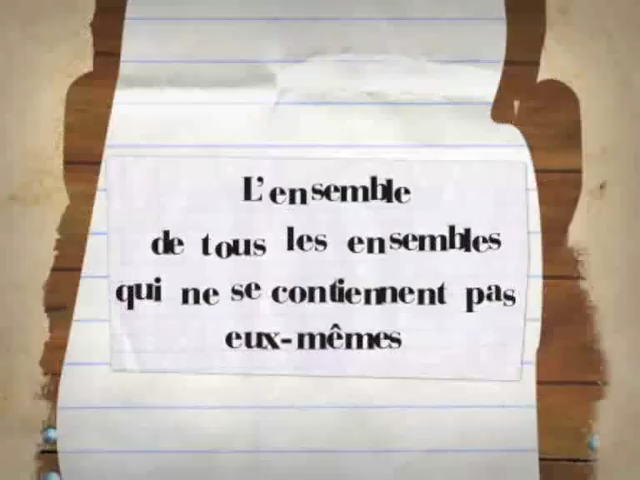 L'ensemble
de tous les ensembles
qui ne se contiennent pas
eux-mêmes